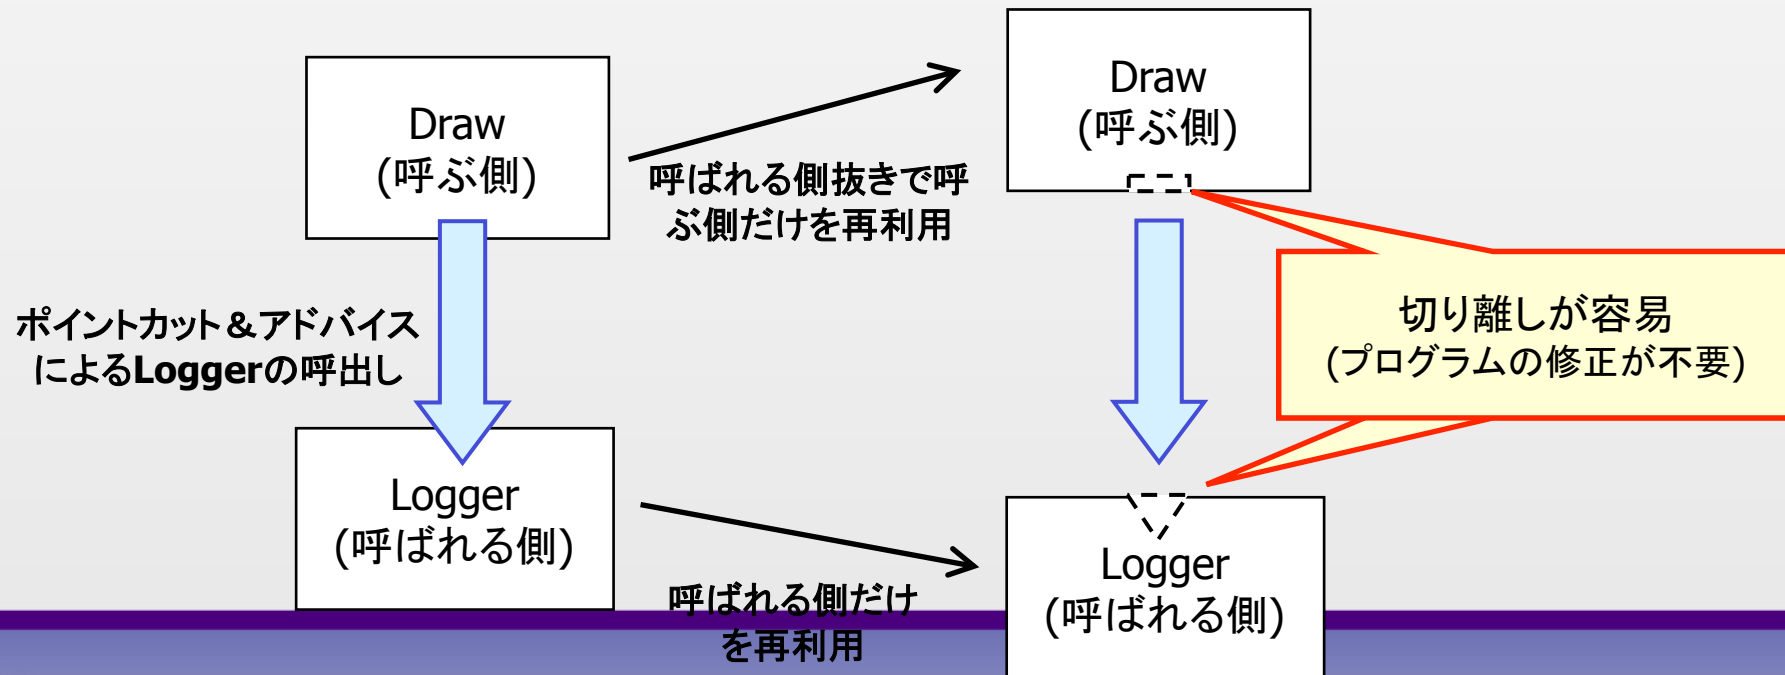 Draw
(呼ぶ側)
呼ばれる側抜きで呼
ぶ側だけを再利用
Draw
(呼ぶ側)
ポイントカット＆アドバイス
によるLoggerの呼出し
切り離しが容易
(プログラムの修正が不要)
Logger
(呼ばれる側)
呼ばれる側だけ
を再利用
Logger
(呼ばれる側)